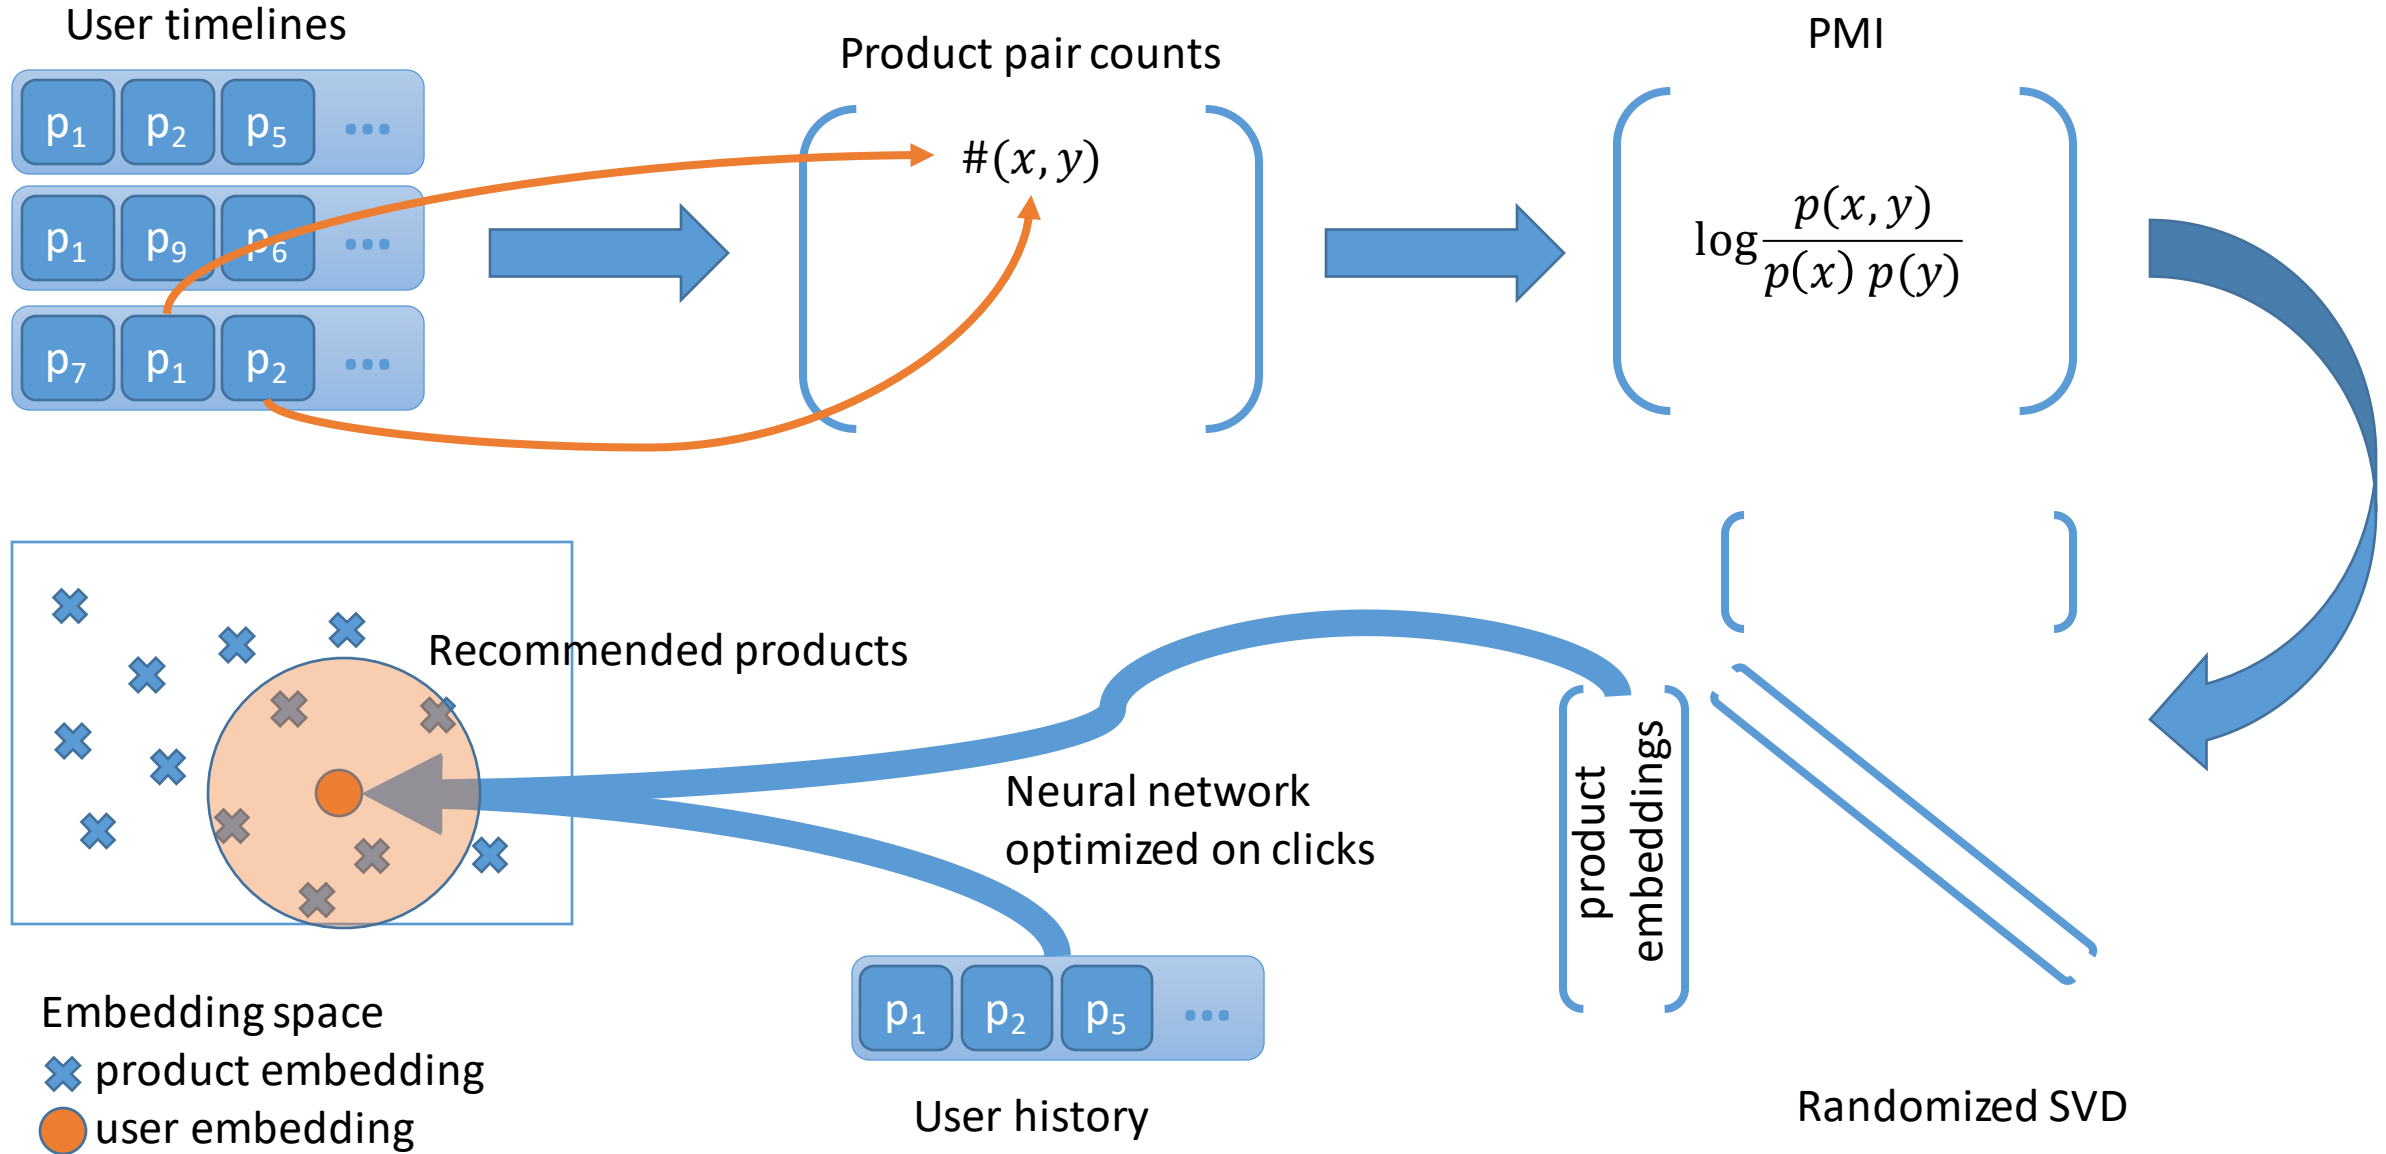 User timelines
p1 p2 p5 ...
p1 p9 p6 ...
p7 p1 p2 ...
Product pair counts
#(x, y)
PMI
log p(x, y) / p(x) p(y)
Recommended products
Neural network
optimized on clicks
product
embeddings
Embedding space
product embedding
user embedding
p1 p2 p5 ...
User history
Randomized SVD